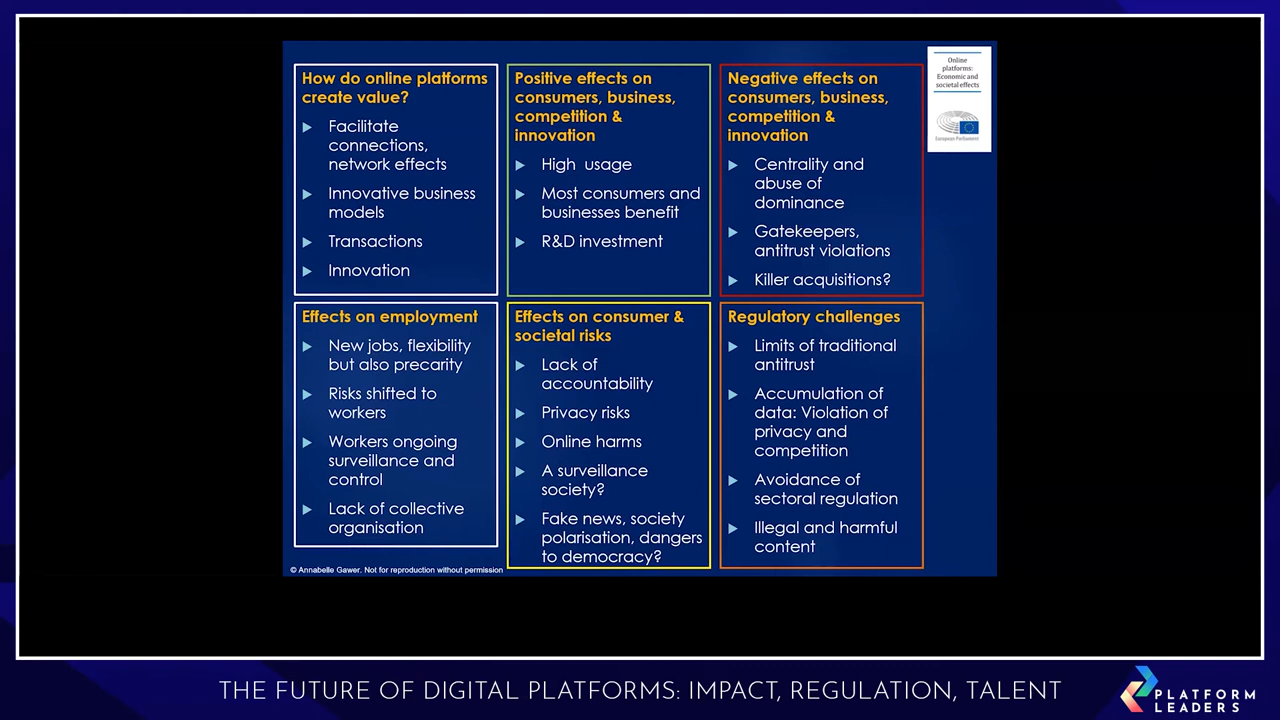 How do online platforms
create value?
Facilitate
connections,
network effects
Innovative business
models
Transactions
Innovation
Positive effects on
consumers, business,
competition &
innovation
High usage
Most consumers and
businesses benefit
R&D investment
Negative effects on
consumers, business,
competition &
innovation
Centrality and
abuse of
dominance
Gatekeepers,
antitrust violations
Killer acquisitions?
Online
platforms:
Economic and
societal effects
European Parliament
Effects on employment
New jobs, flexibility
but also precarity
Risks shifted to
workers
Workers ongoing
surveillance and
control
Lack of collective
organisation
Effects on consumer &
societal risks
Lack of
accountability
Privacy risks
Online harms
A surveillance
society?
Fake news, society
polarisation, dangers
to democracy?
Regulatory challenges
Limits of traditional
antitrust
Accumulation of
data: Violation of
privacy and
competition
Avoidance of
sectoral regulation
Illegal and harmful
content
© Annabelle Gawer. Not for reproduction without permission
THE FUTURE OF DIGITAL PLATFORMS: IMPACT, REGULATION, TALENT
PLATFORM
LEADERS